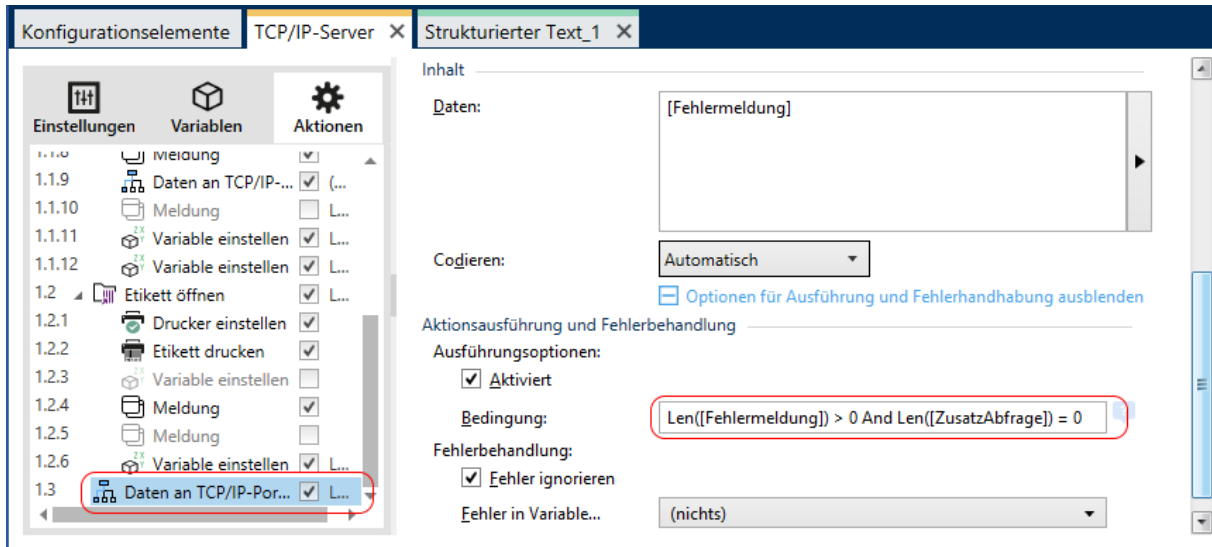 Konfigurationselemente TCP/IP-Server Strukturierter Text_1
Einstellungen Variablen Aktionen
1.1.8 Meldung
1.1.9 Daten an TCP/IP-... (...
1.1.10 Meldung L...
1.1.11 Variable einstellen L...
1.1.12 Variable einstellen L...
1.2 Etikett öffnen L...
1.2.1 Drucker einstellen
1.2.2 Etikett drucken
1.2.3 Variable einstellen
1.2.4 Meldung
1.2.5 Meldung
1.2.6 Variable einstellen L...
1.3 Daten an TCP/IP-Por... L...
Inhalt
Daten: [Fehlermeldung]
Codieren: Automatisch
Optionen für Ausführung und Fehlerhandhabung ausblenden
Aktionsausführung und Fehlerbehandlung
Ausführungsoptionen:
Aktiviert
Bedingung: Len([Fehlermeldung]) > 0 And Len([ZusatzAbfrage]) = 0
Fehlerbehandlung:
Fehler ignorieren
Fehler in Variable... (nichts)